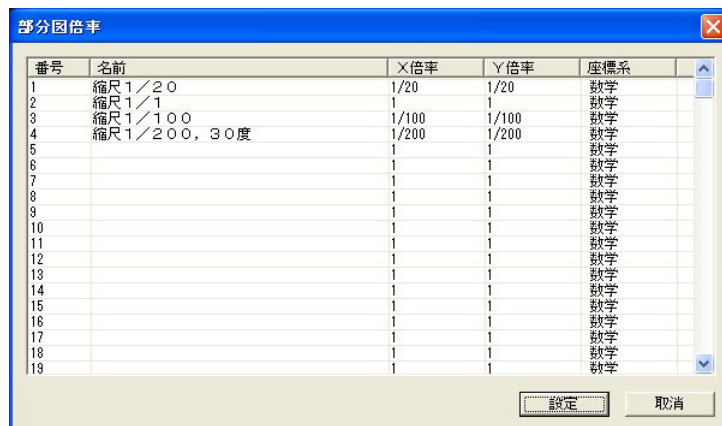 部分図倍率
番号 名前 X倍率 Y倍率 座標系
1 縮尺1/20 1/20 1/20 数学
2 縮尺1/1 1 1 数学
3 縮尺1/100 1/100 1/100 数学
4 縮尺1/200,30度 1/200 1/200 数学
5 1 1 数学
6 1 1 数学
7 1 1 数学
8 1 1 数学
9 1 1 数学
10 1 1 数学
11 1 1 数学
12 1 1 数学
13 1 1 数学
14 1 1 数学
15 1 1 数学
16 1 1 数学
17 1 1 数学
18 1 1 数学
19 1 1 数学
設定 取消